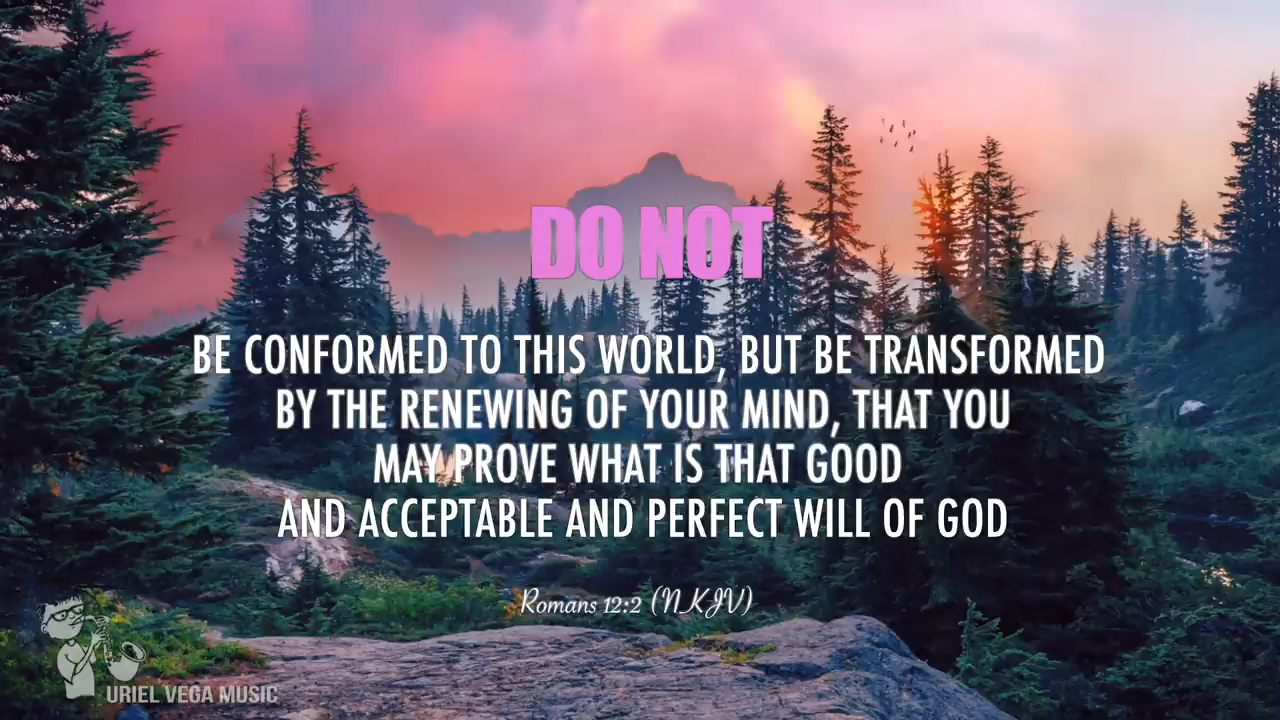 DO NOT
BE CONFORMED TO THIS WORLD, BUT BE TRANSFORMED
BY THE RENEWING OF YOUR MIND, THAT YOU
MAY PROVE WHAT IS THAT GOOD
AND ACCEPTABLE AND PERFECT WILL OF GOD
Romans 12:2 (NKJV)
URIEL VEGA MUSIC